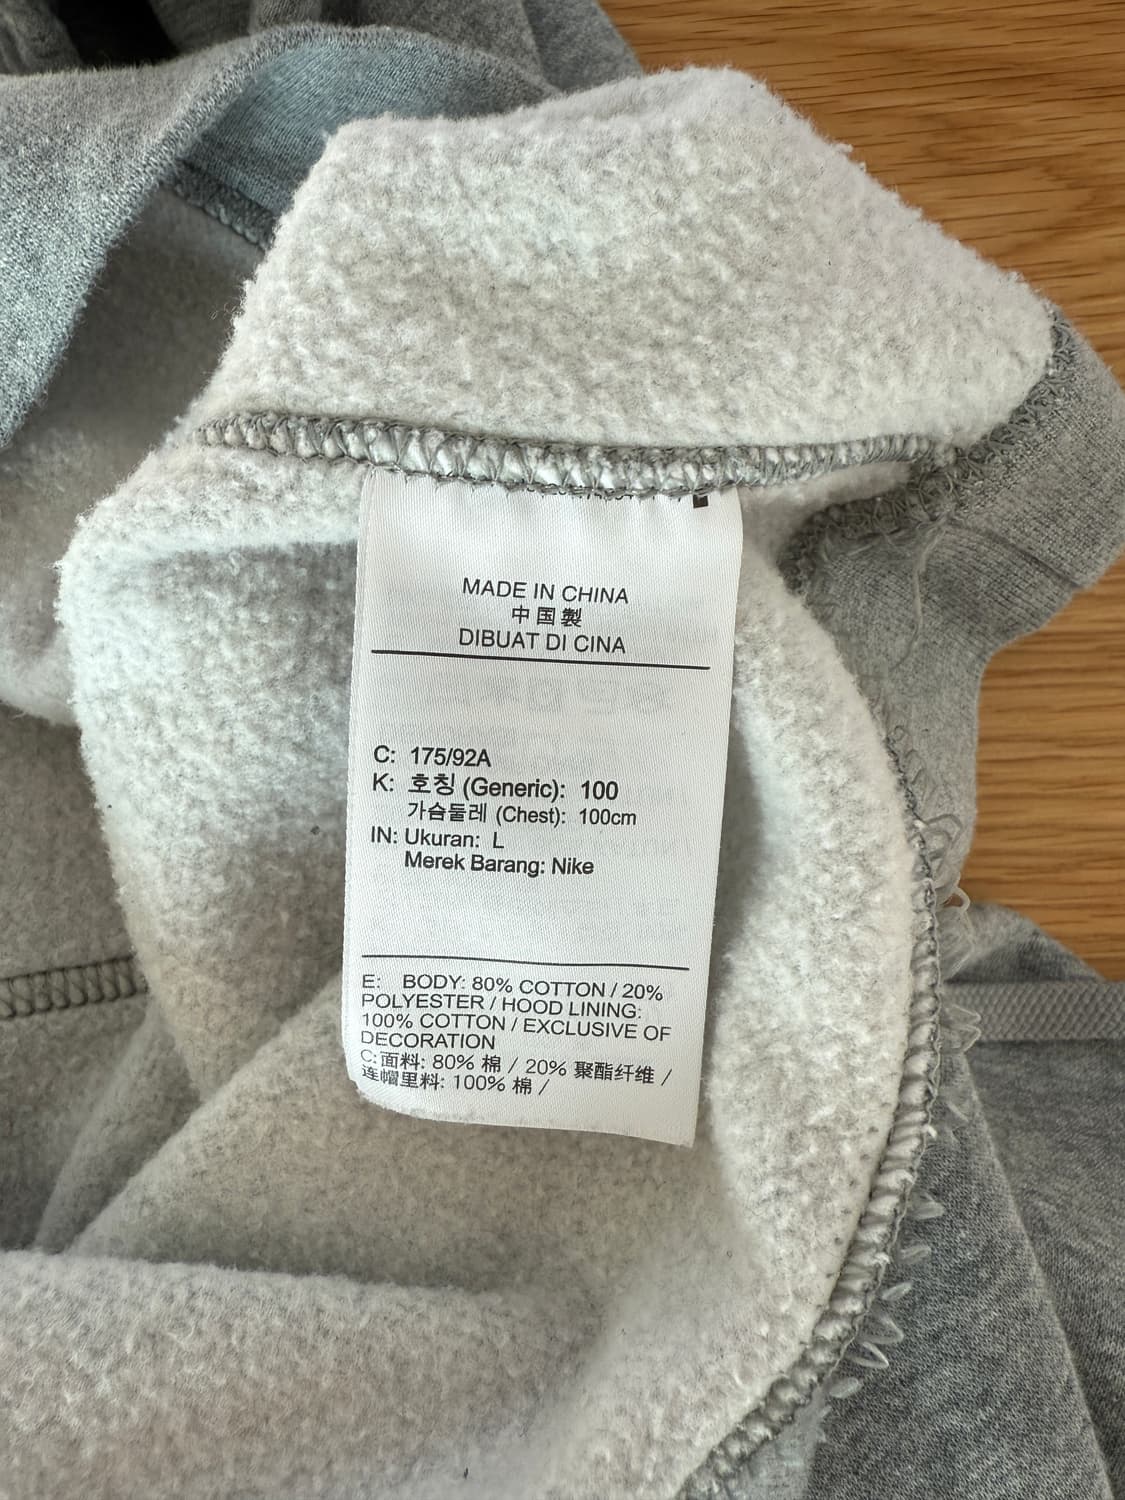 MADE IN CHINA
中国製
DIBUAT DI CINA
C: 175/92A
K: 호칭 (Generic): 100
가슴둘레 (Chest): 100cm
IN: Ukuran: L
Merek Barang: Nike
E: BODY: 80% COTTON / 20%
POLYESTER / HOOD LINING:
100% COTTON / EXCLUSIVE OF
DECORATION
C: 面料: 80% 棉 / 20% 聚酯纤维 /
连帽里料: 100% 棉 /